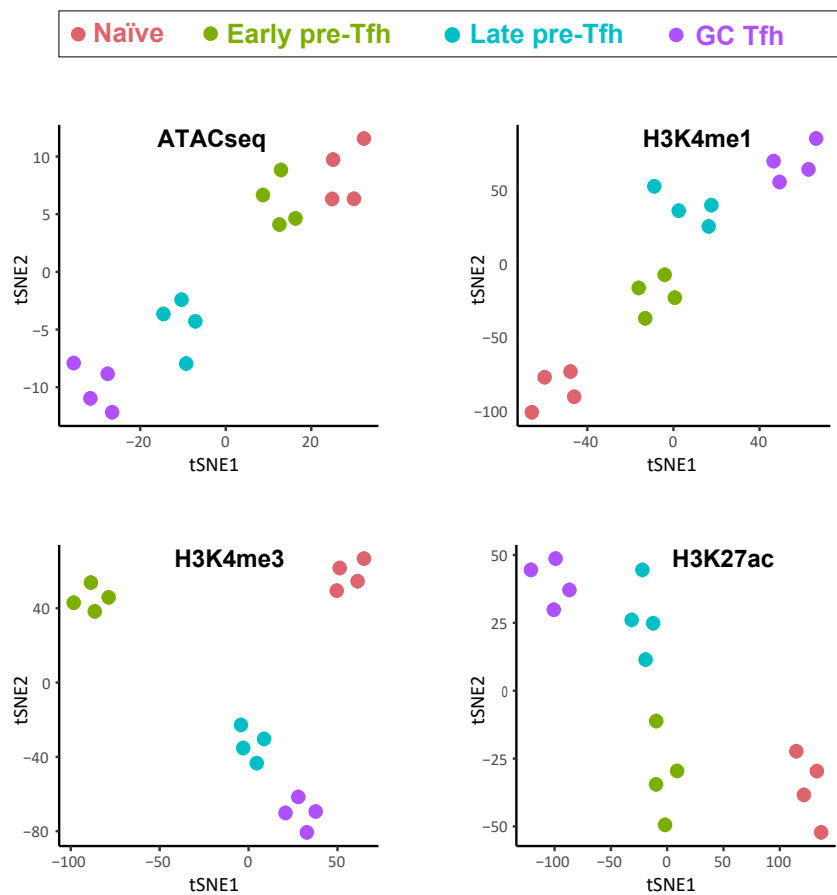 Naïve Early pre-Tfh Late pre-Tfh GC Tfh
ATACseq
10
5
0
−5
−10
tSNE2
−20 0 20
tSNE1
H3K4me1
50
0
−50
−100
tSNE2
−40 0 40
tSNE1
H3K4me3
40
0
−40
−80
tSNE2
−100 −50 0 50
tSNE1
H3K27ac
50
25
0
−25
−50
tSNE2
−100 −50 0 50 100
tSNE1